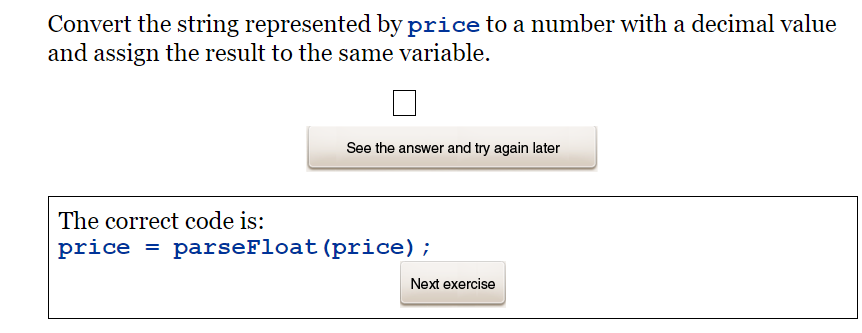 Convert the string represented by price to a number with a decimal value
and assign the result to the same variable.
See the answer and try again later
The correct code is:
price = parseFloat(price);
Next exercise